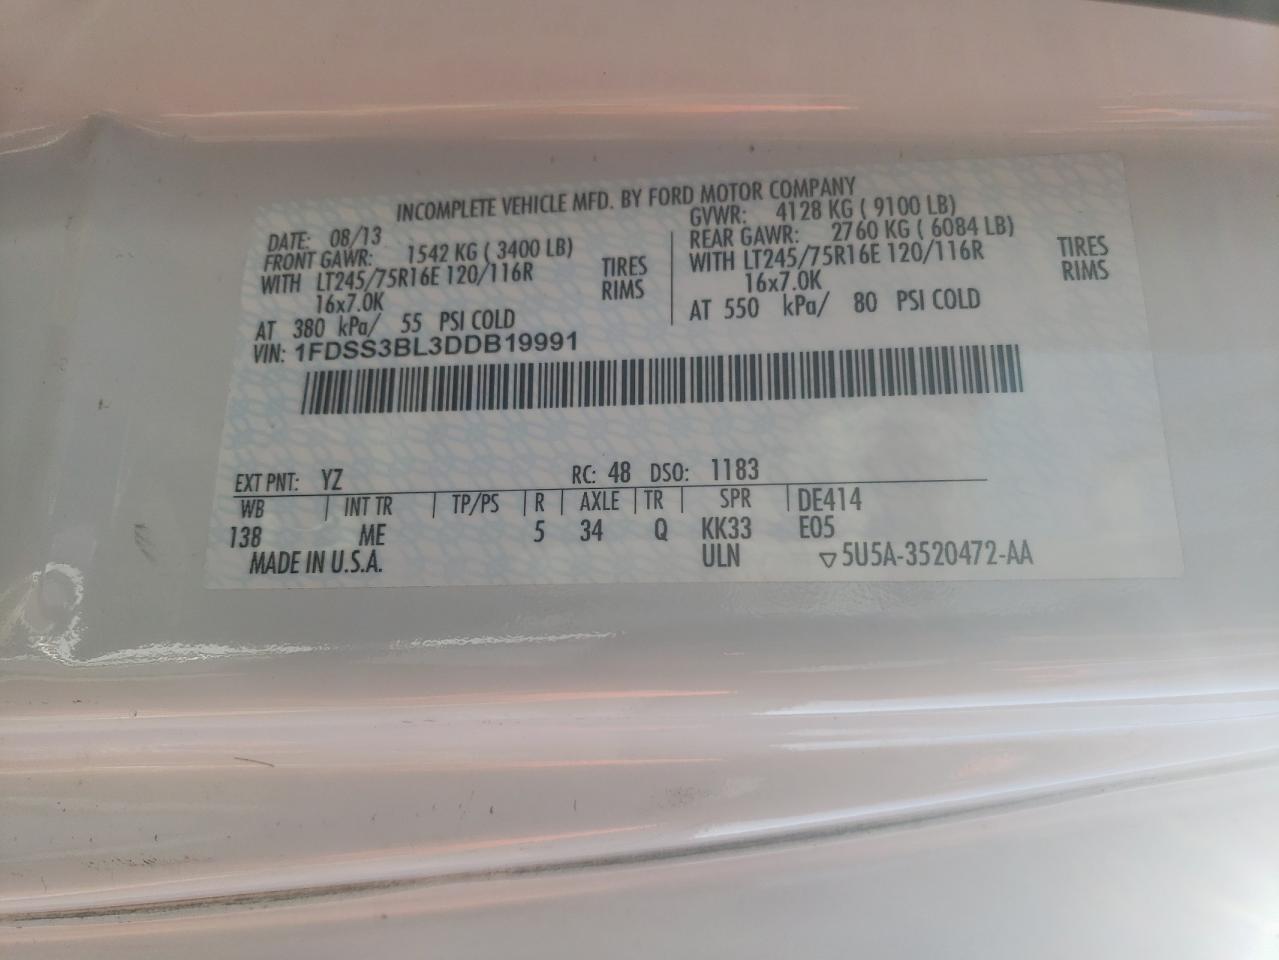 INCOMPLETE VEHICLE MFD. BY FORD MOTOR COMPANY
DATE: 08/13
FRONT GAWR: 1542 KG ( 3400 LB)
WITH LT245/75R16E 120/116R TIRES
16x7.0K RIMS
AT 380 kPa/ 55 PSI COLD
GVWR: 4128 KG ( 9100 LB)
REAR GAWR: 2760 KG ( 6084 LB)
WITH LT245/75R16E 120/116R TIRES
16x7.0K RIMS
AT 550 kPa/ 80 PSI COLD
VIN: 1FDSS3BL3DDB19991
EXT PNT: YZ RC: 48 DSO: 1183
WB | INT TR | TP/PS | R | AXLE | TR | SPR | DE414
138 ME 5 34 Q KK33 E05
MADE IN U.S.A. ULN ▽5U5A-3520472-AA